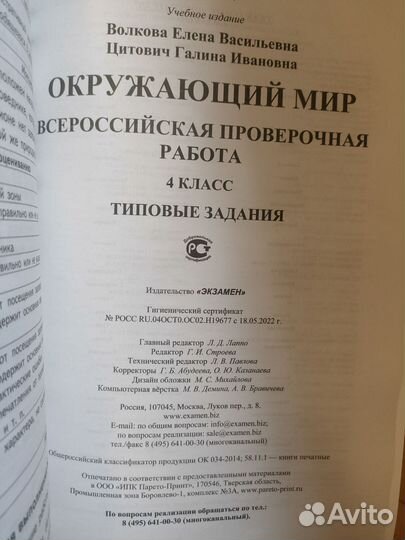 Учебное издание
Волкова Елена Васильевна
Цитович Галина Ивановна
ОКРУЖАЮЩИЙ МИР
ВСЕРОССИЙСКАЯ ПРОВЕРОЧНАЯ
РАБОТА
4 КЛАСС
ТИПОВЫЕ ЗАДАНИЯ
Издательство «ЭКЗАМЕН»
Гигиенический сертификат
№ РОСС RU.04ОСТ0.ОС02.Н19677 с 18.05.2022 г.
Главный редактор Л. Д. Лаппо
Редактор Г. И. Строева
Технический редактор Л. В. Павлова
Корректоры Г. Б. Абудеева, О. Ю. Казанаева
Дизайн обложки М. С. Михайлова
Компьютерная вёрстка М. В. Демина, А. В. Бравичева
Россия, 107045, Москва, Луков пер., д. 8.
www.examen.biz
E-mail: по общим вопросам: info@examen.biz;
по вопросам реализации: sale@examen.biz
тел./факс 8 (495) 641-00-30 (многоканальный)
Общероссийский классификатор продукции ОК 034-2014; 58.11.1 — книги печатные
Отпечатано в соответствии с предоставленными материалами
в ООО «ИПК Парето-Принт», 170546, Тверская область,
Промышленная зона Боровлево-1, комплекс №3А, www.pareto-print.ru
По вопросам реализации обращаться по тел.:
8 (495) 641-00-30 (многоканальный).
Avito